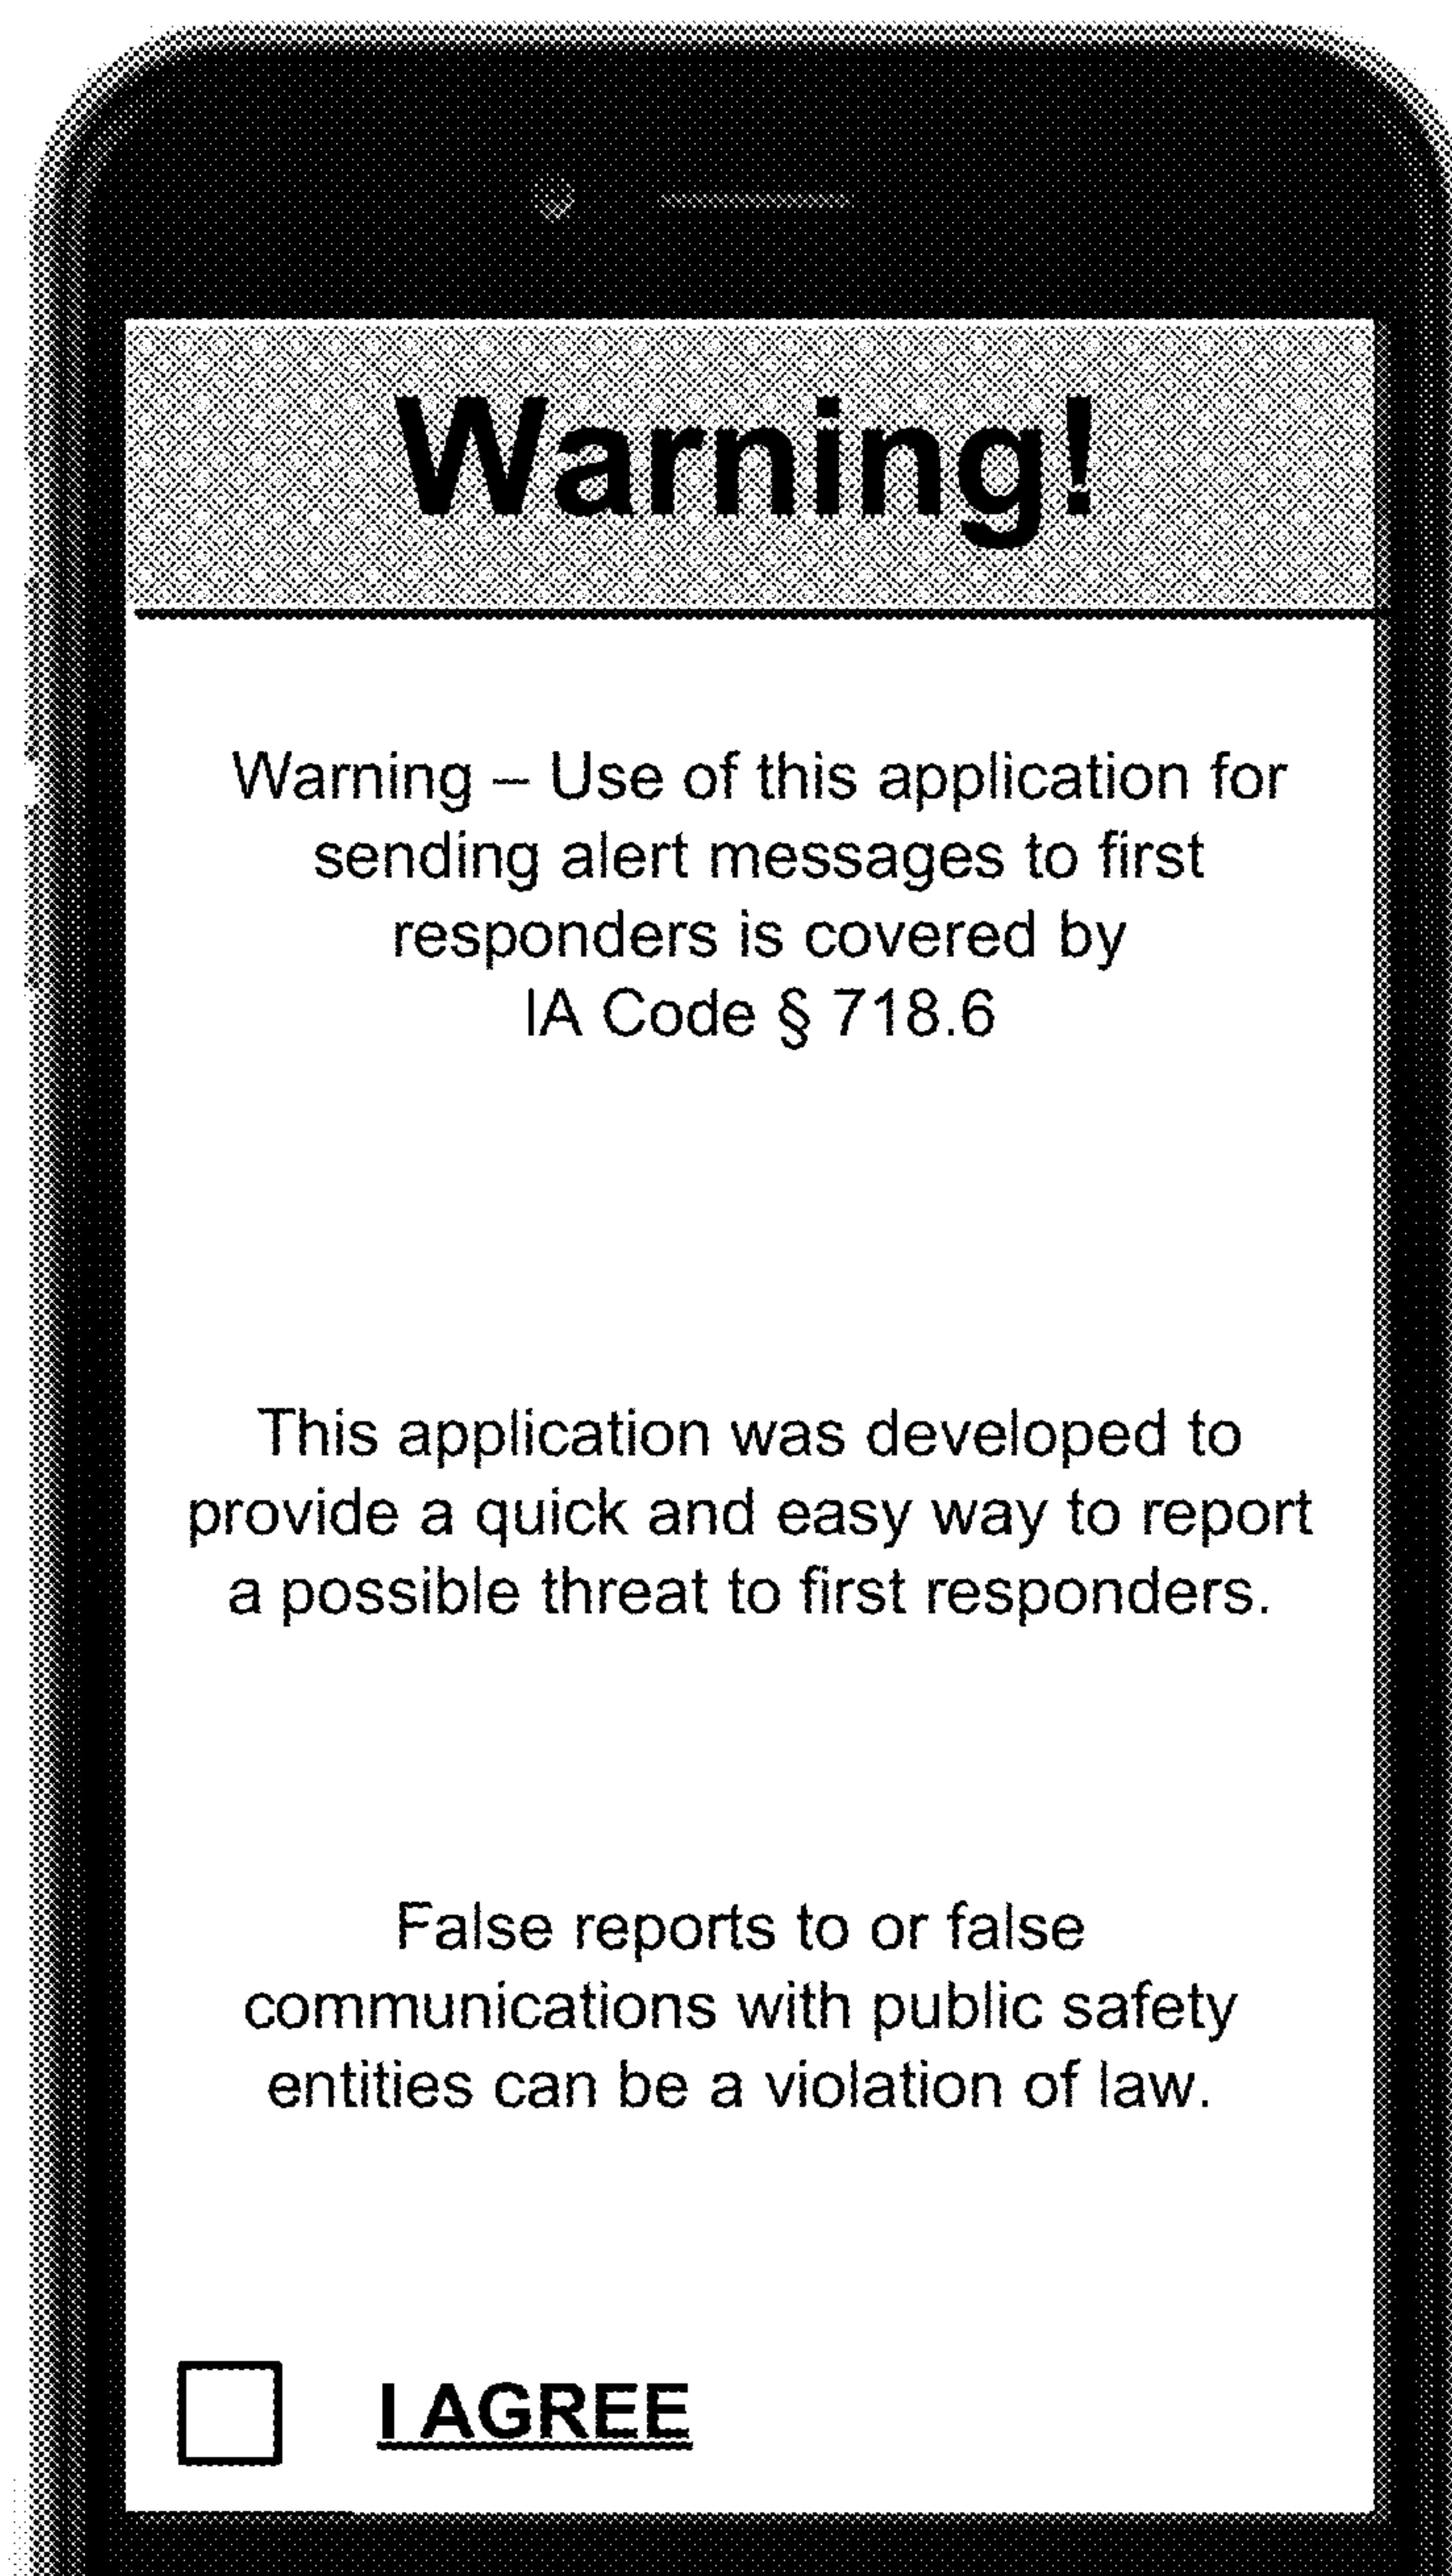 Warning!
Warning – Use of this application for
sending alert messages to first
responders is covered by
IA Code § 718.6
This application was developed to
provide a quick and easy way to report
a possible threat to first responders.
False reports to or false
communications with public safety
entities can be a violation of law.
I AGREE